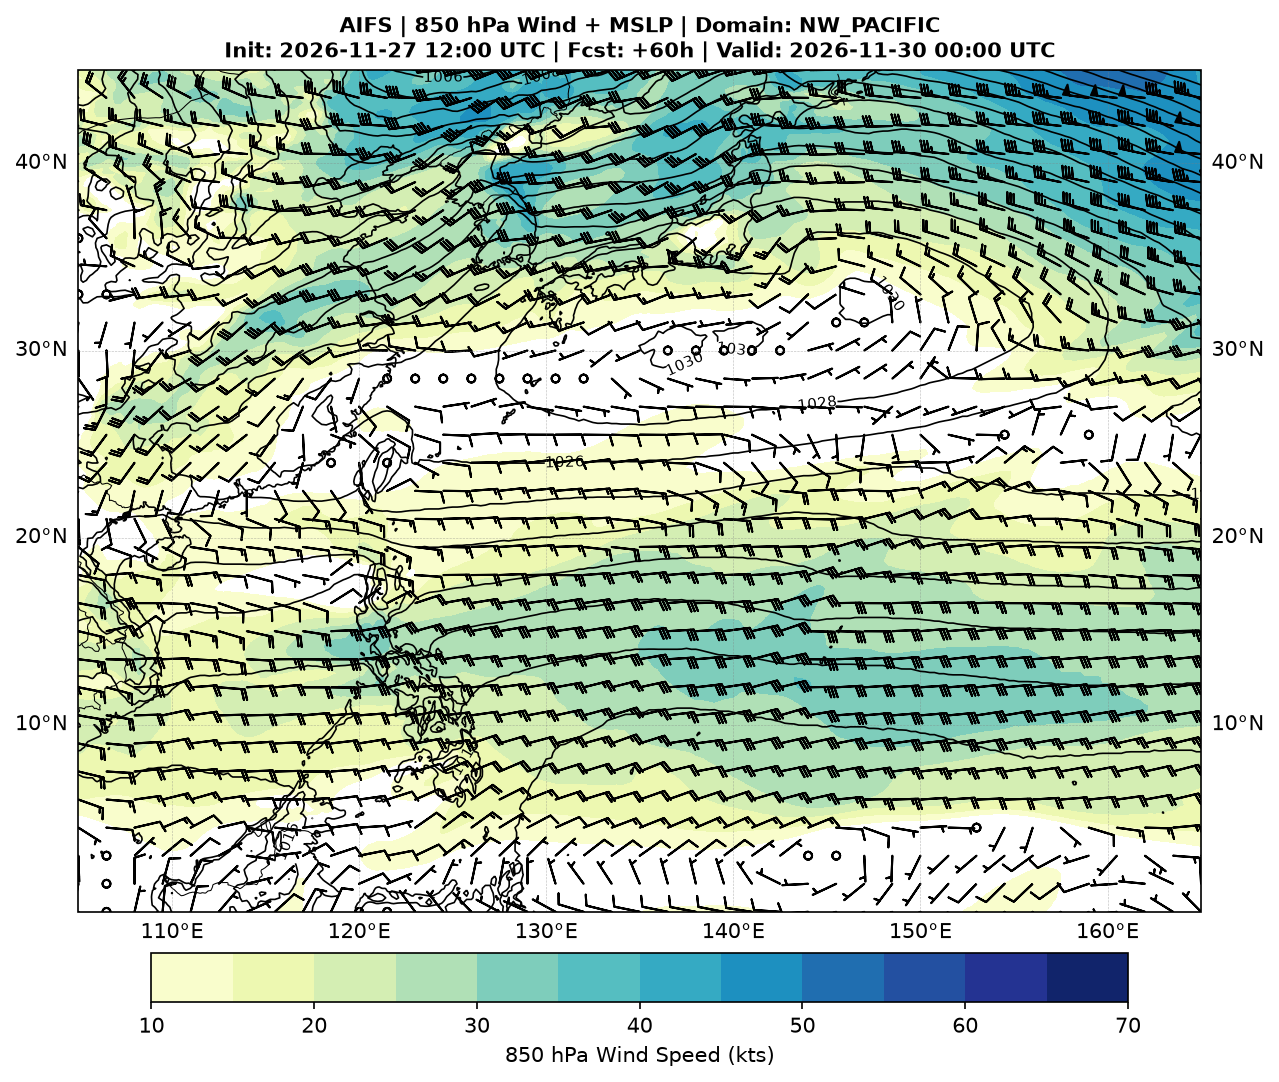 AIFS | 850 hPa Wind + MSLP | Domain: NW_PACIFIC
Init: 2026-11-27 12:00 UTC | Fcst: +60h | Valid: 2026-11-30 00:00 UTC
1006
40°N
40°N
1030
30°N
30°N
1030
1028
1026
20°N
20°N
10°N
10°N
110°E
120°E
130°E
140°E
150°E
160°E
10
20
30
40
50
60
70
850 hPa Wind Speed (kts)